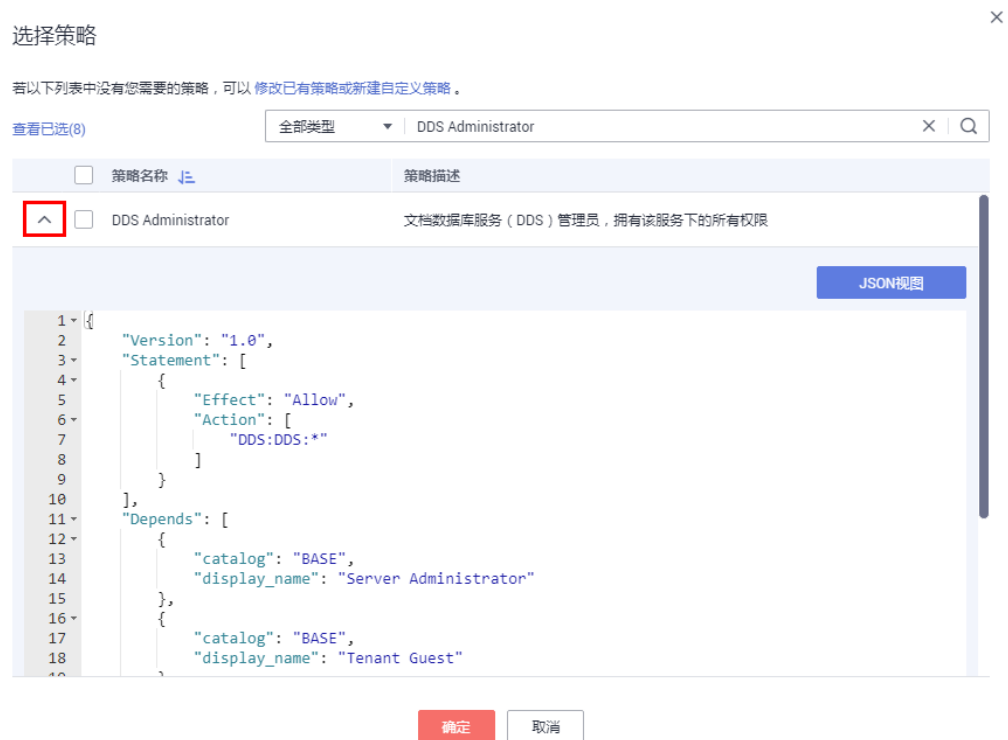 选择策略
若以下列表中没有您需要的策略，可以 修改已有策略或新建自定义策略 。
查看已选(8)
全部类型 DDS Administrator
策略名称 策略描述
DDS Administrator 文档数据库服务（DDS）管理员，拥有该服务下的所有权限
JSON视图
1 {
2 "Version": "1.0",
3 "Statement": [
4 {
5 "Effect": "Allow",
6 "Action": [
7 "DDS:DDS:*"
8 ]
9 }
10 ],
11 "Depends": [
12 {
13 "catalog": "BASE",
14 "display_name": "Server Administrator"
15 },
16 {
17 "catalog": "BASE",
18 "display_name": "Tenant Guest"
确定 取消